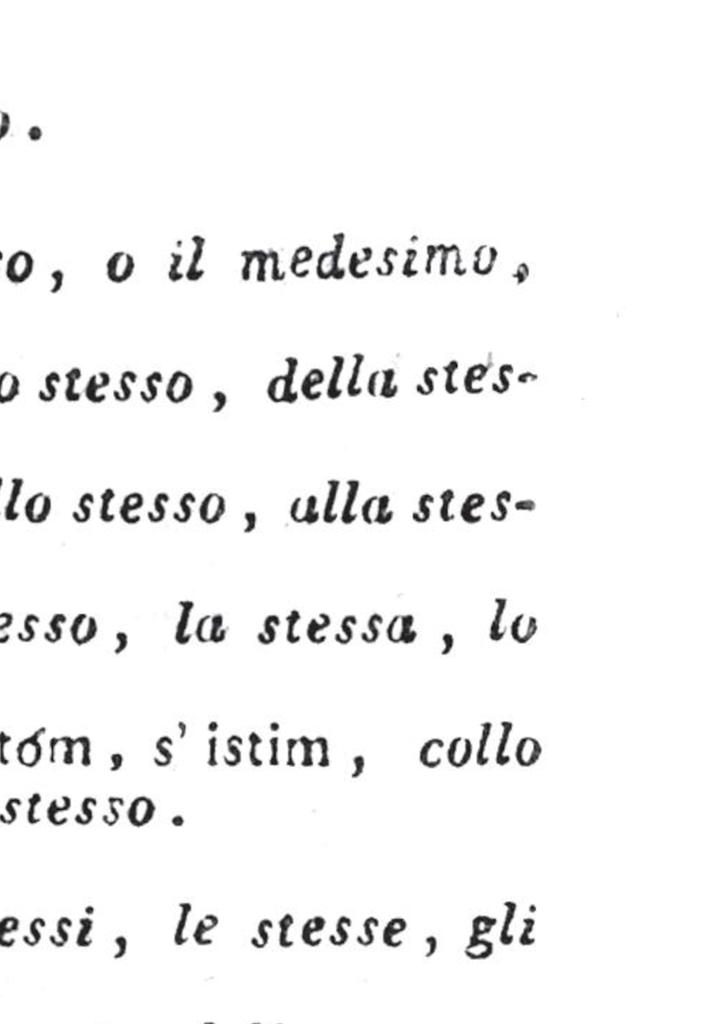 o.
o, o il medesimo,
o stesso, della stes-
llo stesso, alla stes-
esso, la stessa, lo
tóm, s' istim, collo
stesso.
essi, le stesse, gli